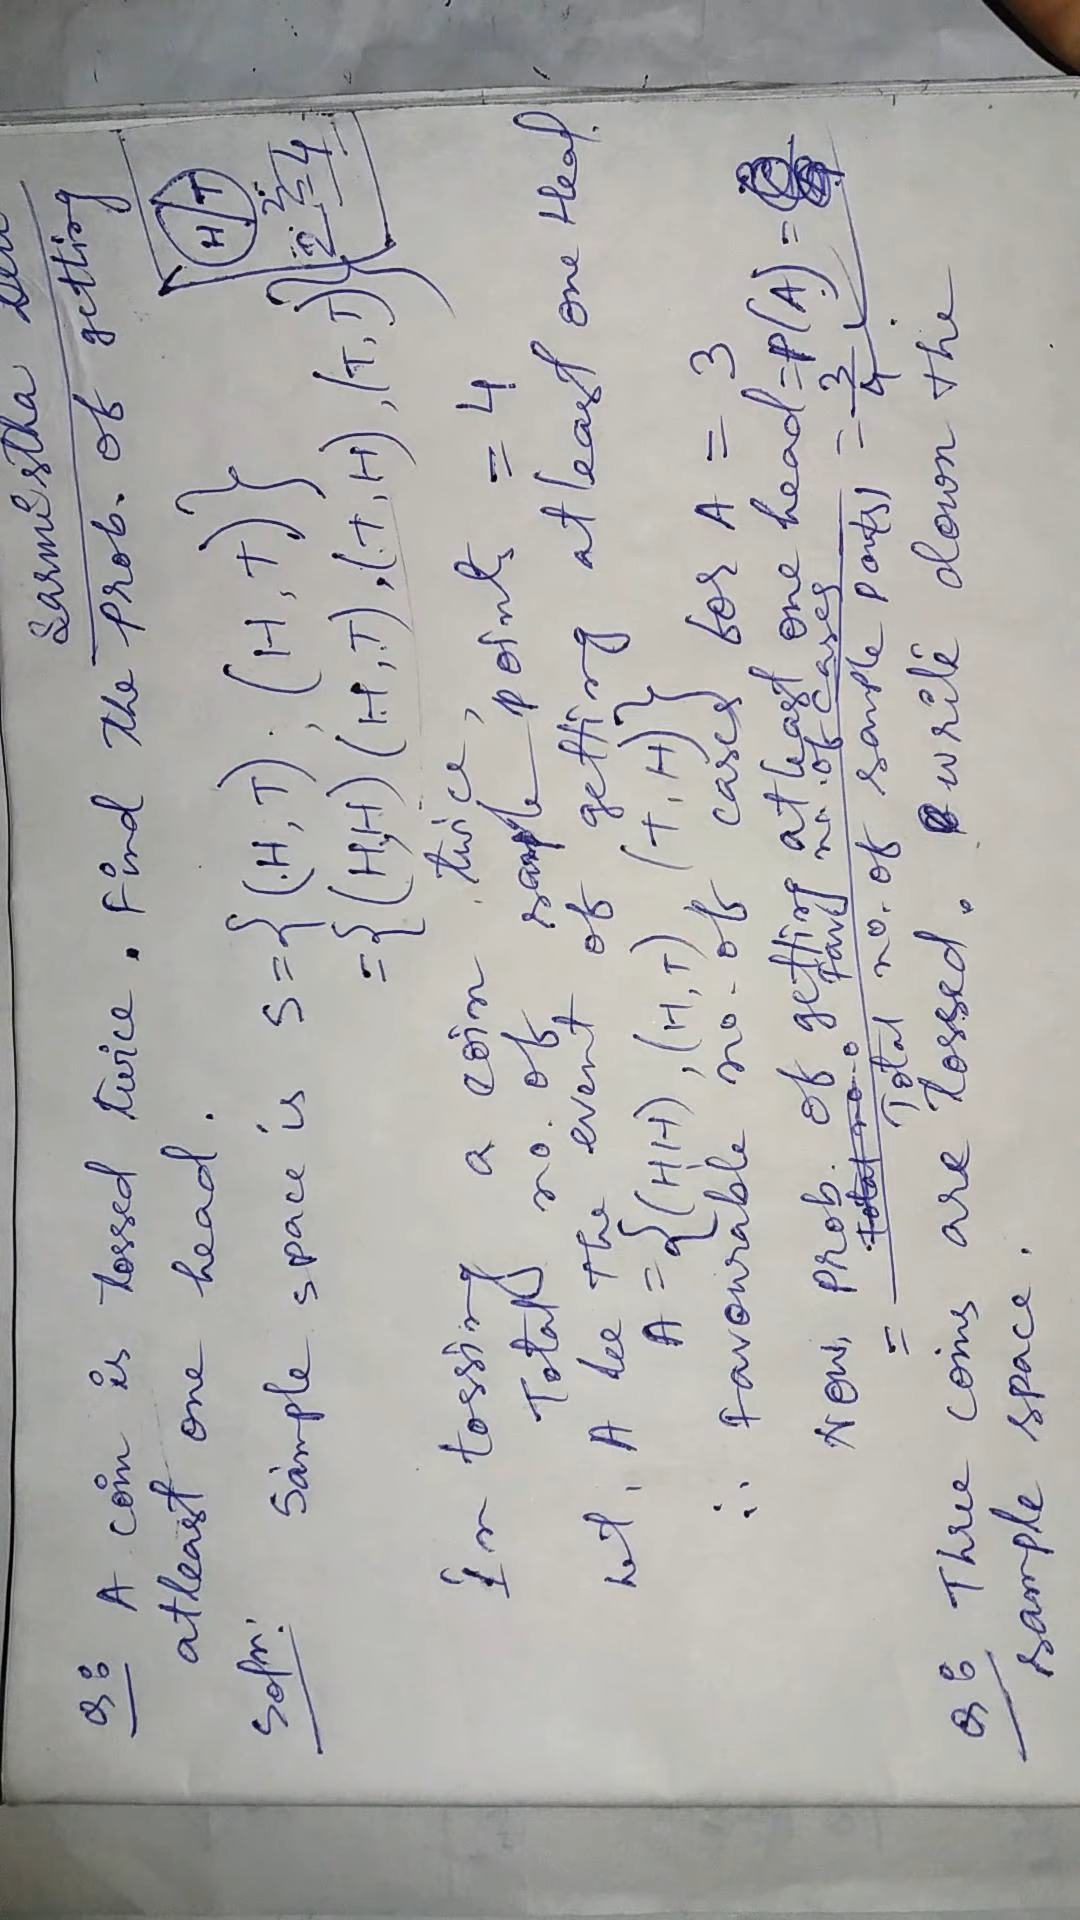 Sarmistha
Q: A coin is tossed twice. Find the prob. of getting
atleast one head.
H/T
2² = 4
Soln: Sample space is S = {(H,T), (H,T)}
= {(H,H) (H,T), (T,H), (T,T)}
In tossing a coin twice,
Total no. of sample points = 4
Let, A be the event of getting atleast one Head.
A = {(HH), (H,T) (T,H)}
∴ Favourable no. of cases for A = 3
Now, Prob. of getting atleast one head = P(A) =
= Fav. no. of cases / Total no. of sample points = 3/4
Q: Three coins are tossed. write down the
sample space.